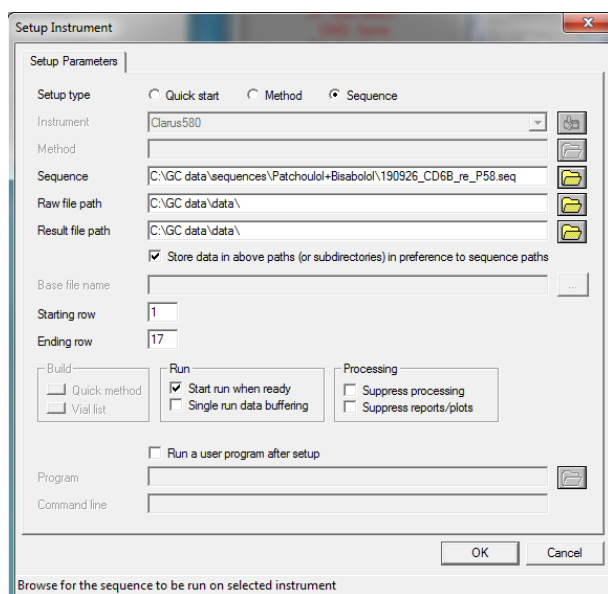 Setup Instrument
Setup Parameters
Setup type Quick start Method Sequence
Instrument Clarus580
Method
Sequence C:\GC data\sequences\Patchoulol+Bisabolol\190926_CD6B_re_P58.seq
Raw file path C:\GC data\data\
Result file path C:\GC data\data\
Store data in above paths (or subdirectories) in preference to sequence paths
Base file name ...
Starting row 1
Ending row 17
Build Run Processing
Quick method Start run when ready Suppress processing
Vial list Single run data buffering Suppress reports/plots
Run a user program after setup
Program
Command line
OK Cancel
Browse for the sequence to be run on selected instrument